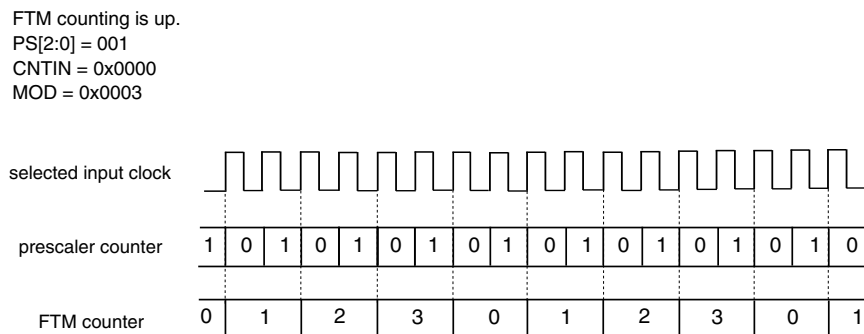 FTM counting is up.
PS[2:0] = 001
CNTIN = 0x0000
MOD = 0x0003
selected input clock
prescaler counter 1 0 1 0 1 0 1 0 1 0 1 0 1 0 1 0 1 0
FTM counter 0 1 2 3 0 1 2 3 0 1